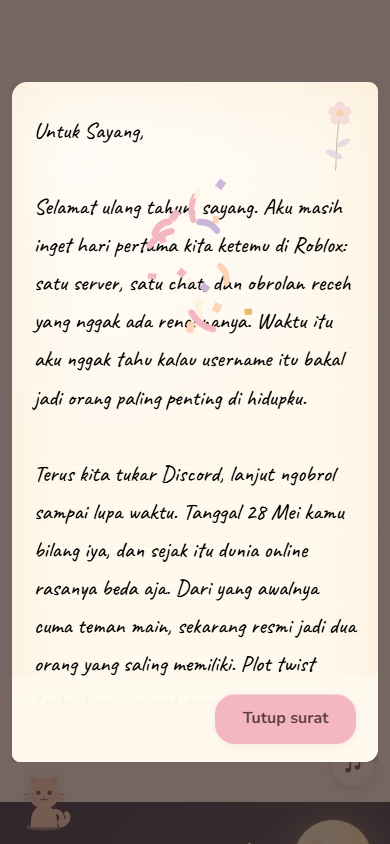 Untuk Sayang,
Selamat ulang tahun sayang. Aku masih
inget hari pertama kita ketemu di Roblox:
satu server, satu chat, dan obrolan receh
yang nggak ada rencananya. Waktu itu
aku nggak tahu kalau username itu bakal
jadi orang paling penting di hidupku.
Terus kita tukar Discord, lanjut ngobrol
sampai lupa waktu. Tanggal 28 Mei kamu
bilang iya, dan sejak itu dunia online
rasanya beda aja. Dari yang awalnya
cuma teman main, sekarang resmi jadi dua
orang yang saling memiliki. Plot twist
Tutup surat